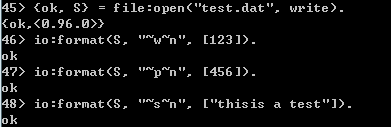 45> {ok, S} = file:open("test.dat", write).
{ok,<0.96.0>}
46> io:format(S, "~w~n", [123]).
ok
47> io:format(S, "~p~n", [456]).
ok
48> io:format(S, "~s~n", ["thisis a test"]).
ok